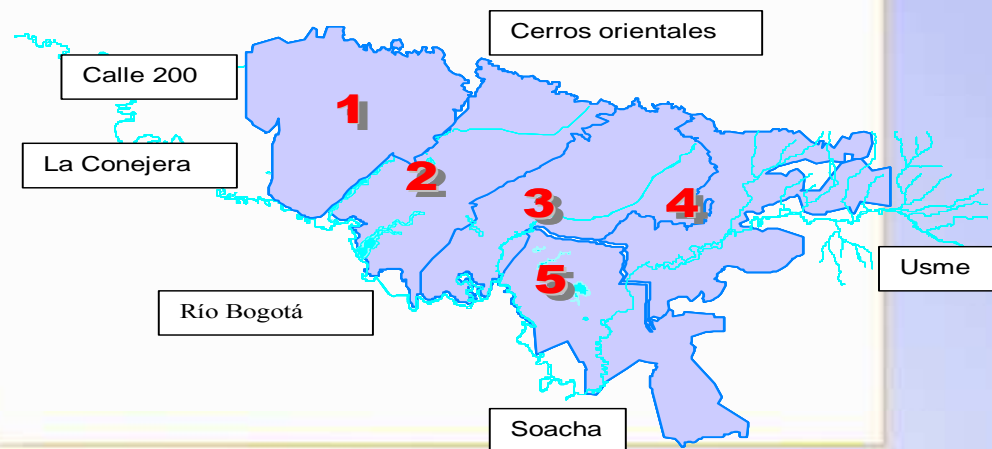 Cerros orientales
Calle 200
1
La Conejera
2
3
4
Usme
5
Río Bogotá
Soacha